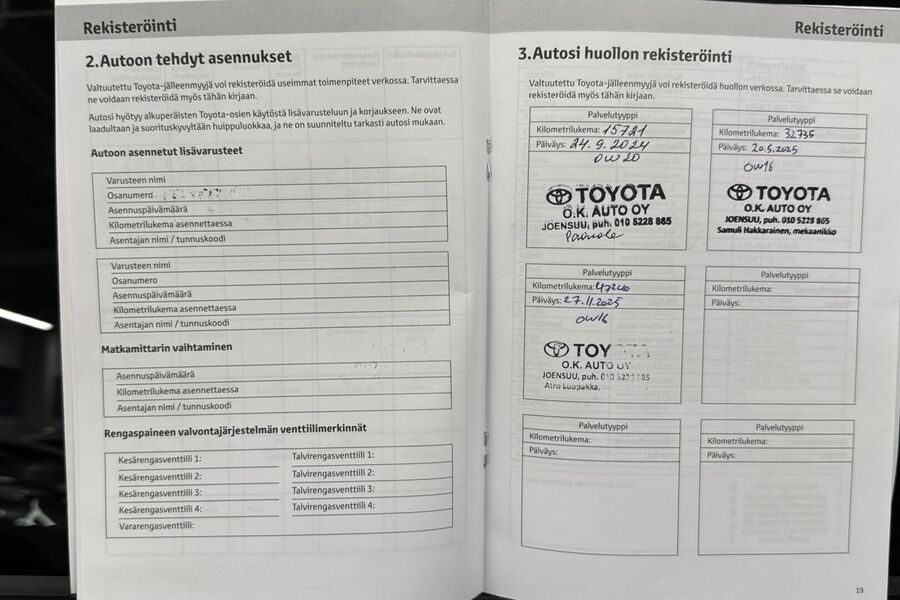 Rekisteröinti
2.Autoon tehdyt asennukset
Valtuutettu Toyota-jälleenmyyjä voi rekisteröidä useimmat toimenpiteet verkossa. Tarvittaessa
ne voidaan rekisteröidä myös tähän kirjaan.
Autosi hyötyy alkuperäisten Toyota-osien käytöstä lisävarusteluun ja korjaukseen. Ne ovat
laadultaan ja suorituskyvyltään huippuluokkaa, ja ne on suunniteltu tarkasti autosi mukaan.
Autoon asennetut lisävarusteet
Varusteen nimi
Osanumero
Asennuspäivämäärä
Kilometrilukema asennettaessa
Asentajan nimi / tunnuskoodi
Varusteen nimi
Osanumero
Asennuspäivämäärä
Kilometrilukema asennettaessa
Asentajan nimi / tunnuskoodi
Matkamittarin vaihtaminen
Asennuspäivämäärä
Kilometrilukema asennettaessa
Asentajan nimi / tunnuskoodi
Rengaspaineen valvontajärjestelmän venttiilimerkinnät
Kesärengasventtiili 1: Talvirengasventtiili 1:
Kesärengasventtiili 2: Talvirengasventtiili 2:
Kesärengasventtiili 3: Talvirengasventtiili 3:
Kesärengasventtiili 4: Talvirengasventtiili 4:
Vararengasventtiili:
Rekisteröinti
3.Autosi huollon rekisteröinti
Valtuutettu Toyota-jälleenmyyjä voi rekisteröidä huollon verkossa. Tarvittaessa se voidaan
rekisteröidä myös tähän kirjaan.
Palvelutyyppi
Kilometrilukema: 15721
Päiväys: 24.9.2024
0W20
TOYOTA
O.K. AUTO OY
JOENSUU, puh. 010 5228 865
Palvelutyyppi
Kilometrilukema: 32735
Päiväys: 20.5.2025
0W16
TOYOTA
O.K. AUTO OY
JOENSUU, puh. 010 5228 865
Samuli Hakkarainen, mekaanikko
Palvelutyyppi
Kilometrilukema: 47240
Päiväys: 27.11.2025
0W16
TOY
O.K. AUTO OY
JOENSUU, puh. 010 5228 865
Atro Luopakka,
Palvelutyyppi
Kilometrilukema:
Päiväys:
Palvelutyyppi
Kilometrilukema:
Päiväys:
Palvelutyyppi
Kilometrilukema:
Päiväys:
19